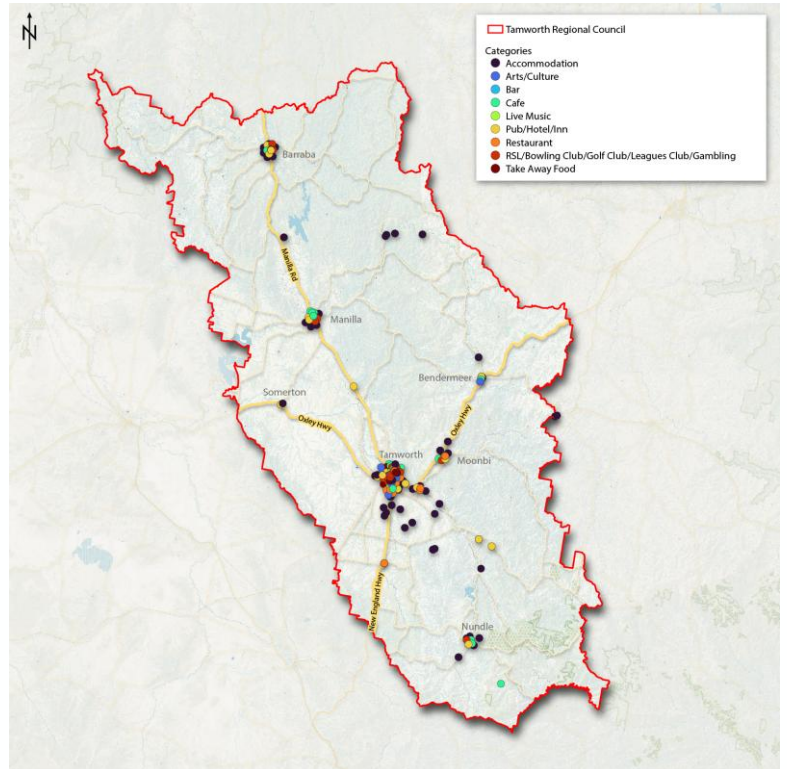 N
Tamworth Regional Council
Categories
Accommodation
Arts/Culture
Bar
Cafe
Live Music
Pub/Hotel/Inn
Restaurant
RSL/Bowling Club/Golf Club/Leagues Club/Gambling
Take Away Food
Barraba
Manilla Rd
Manilla
Bendermeer
Somerton
Oxley Hwy
Oxley Hwy
Tamworth
Moonbi
New England Hwy
Nundle